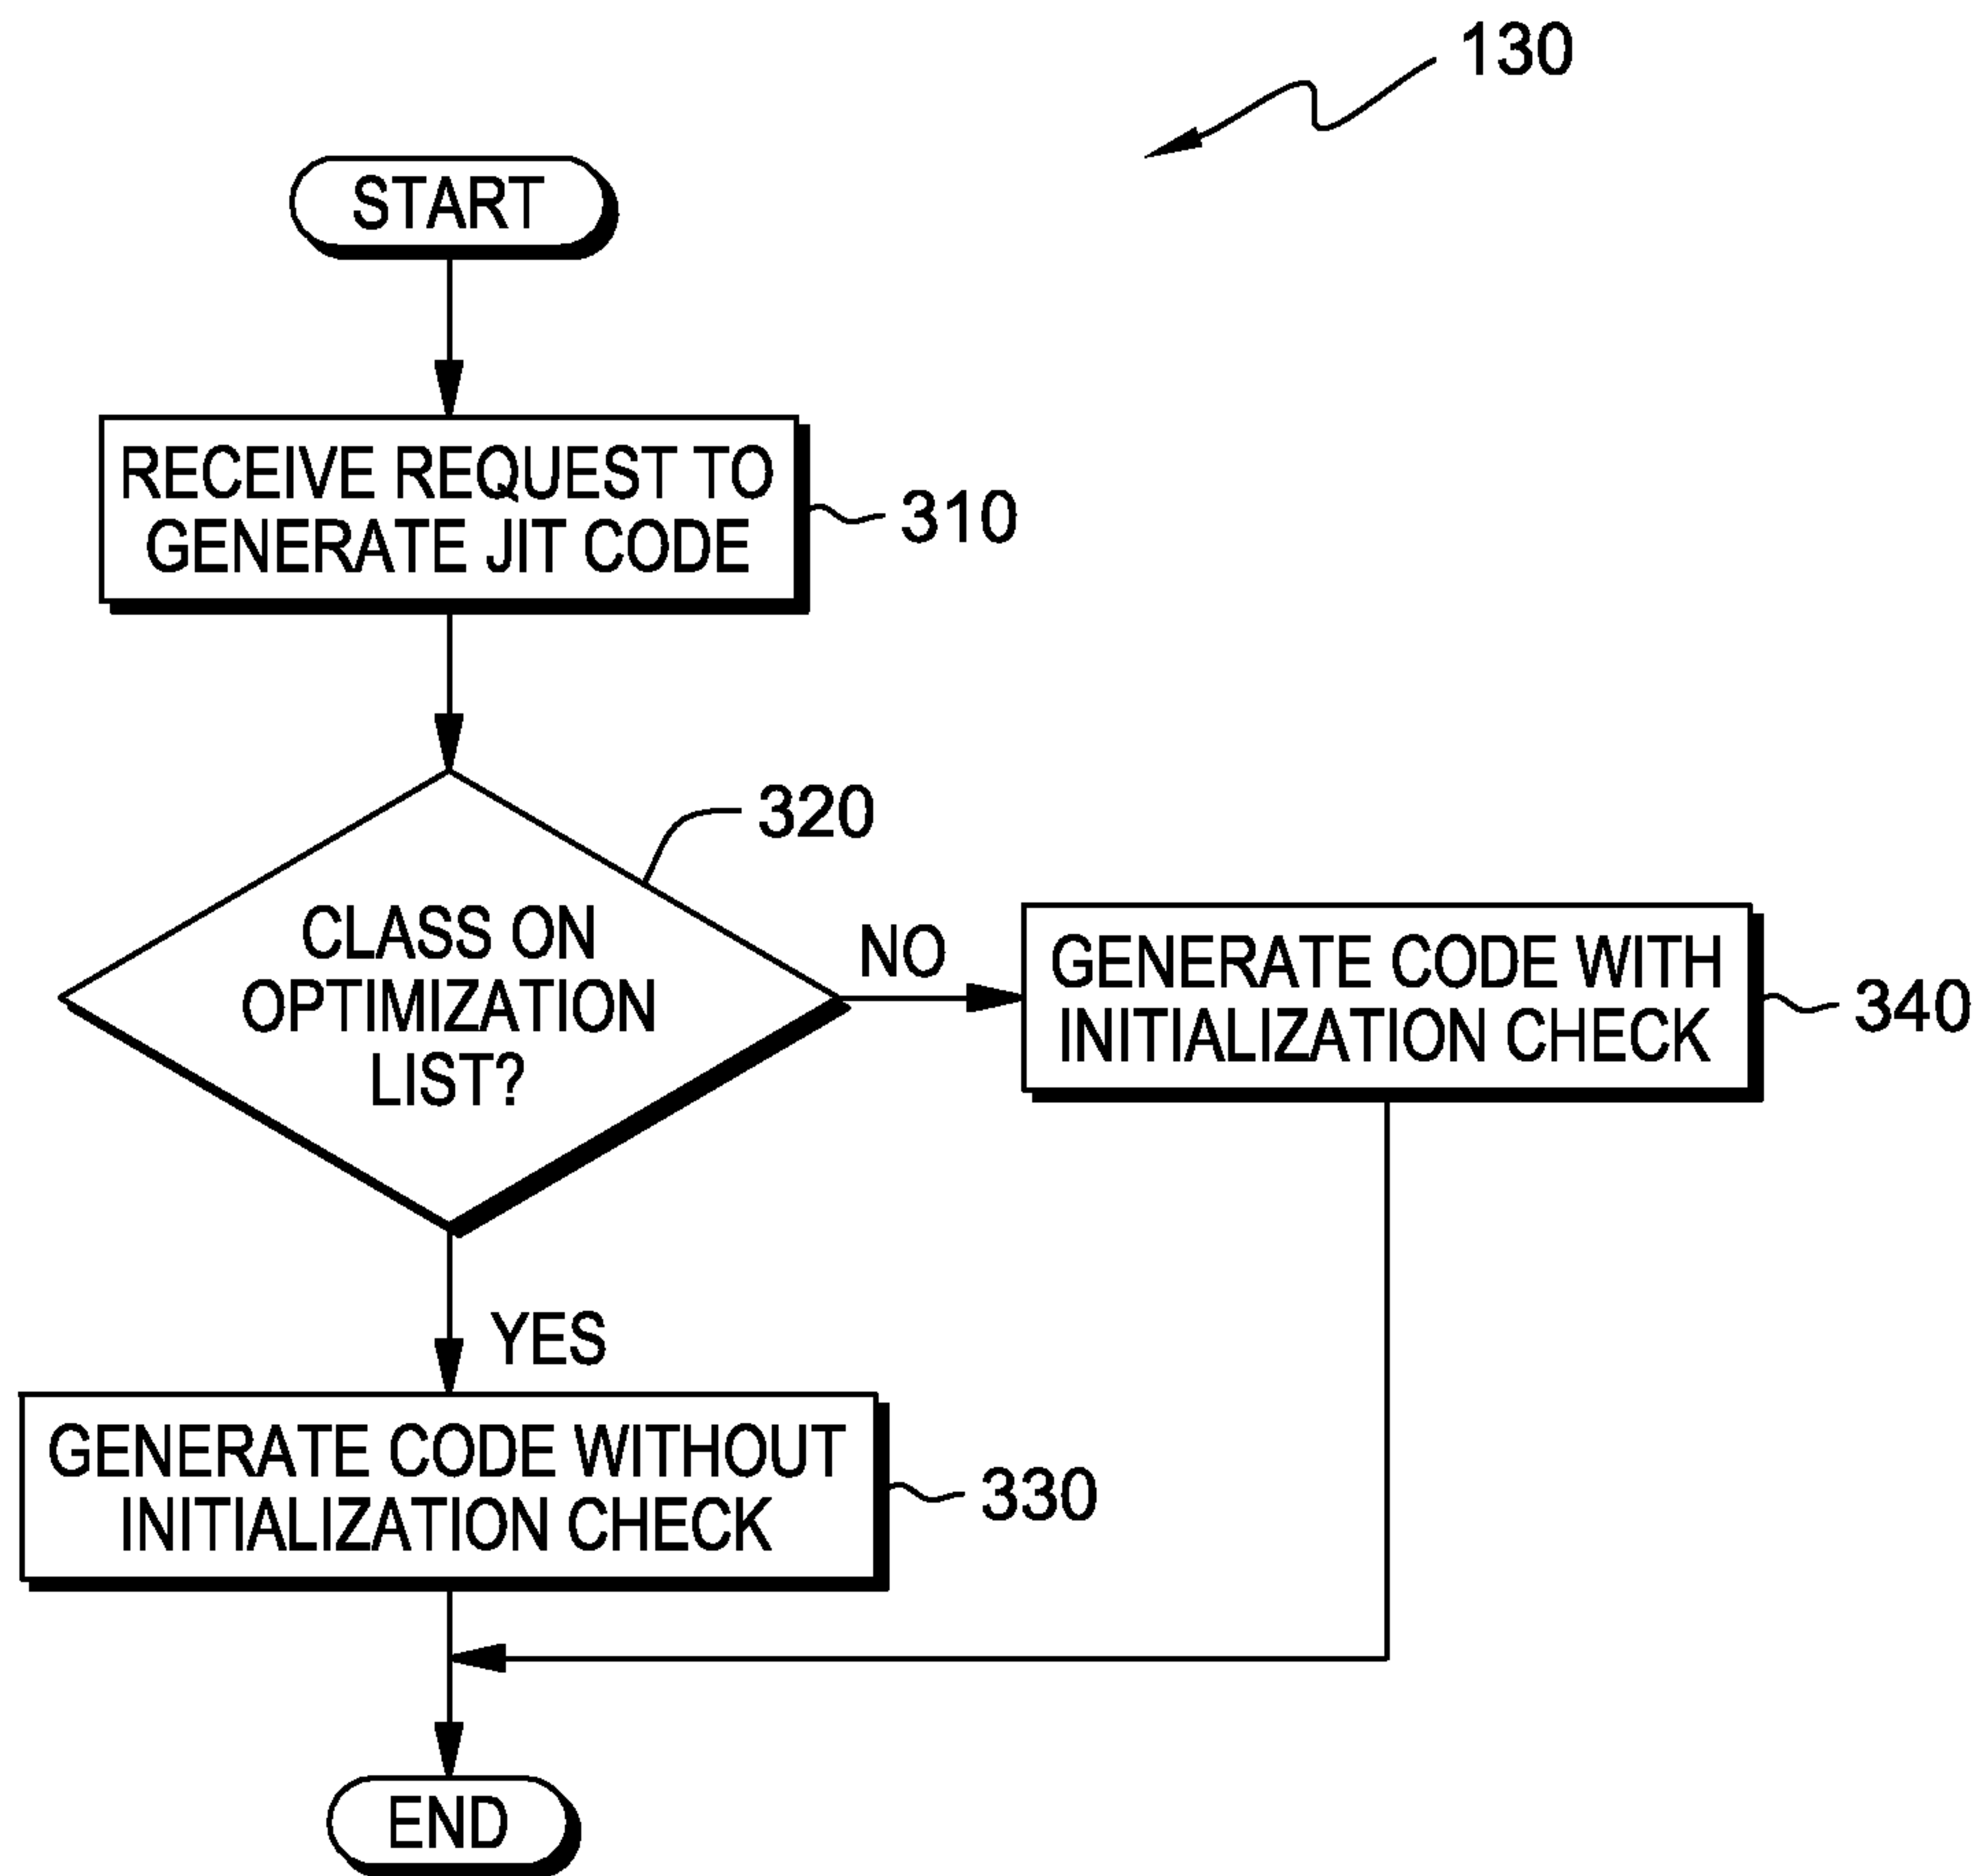 130
START
RECEIVE REQUEST TO
GENERATE JIT CODE
310
320
CLASS ON
OPTIMIZATION
LIST?
NO
GENERATE CODE WITH
INITIALIZATION CHECK
340
YES
GENERATE CODE WITHOUT
INITIALIZATION CHECK
330
END